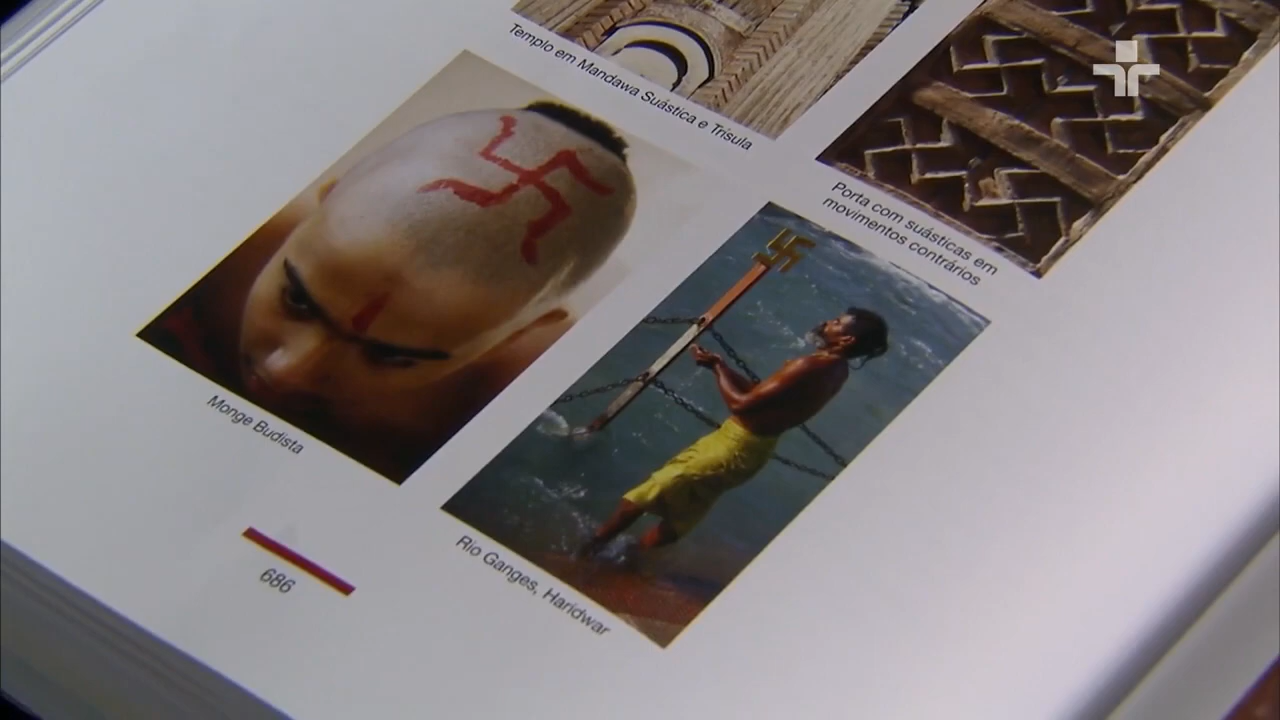 Templo em Mandawa Suástica e Trisula
Porta com suásticas em
movimentos contrários
Monge Budista
Rio Ganges, Haridwar
686